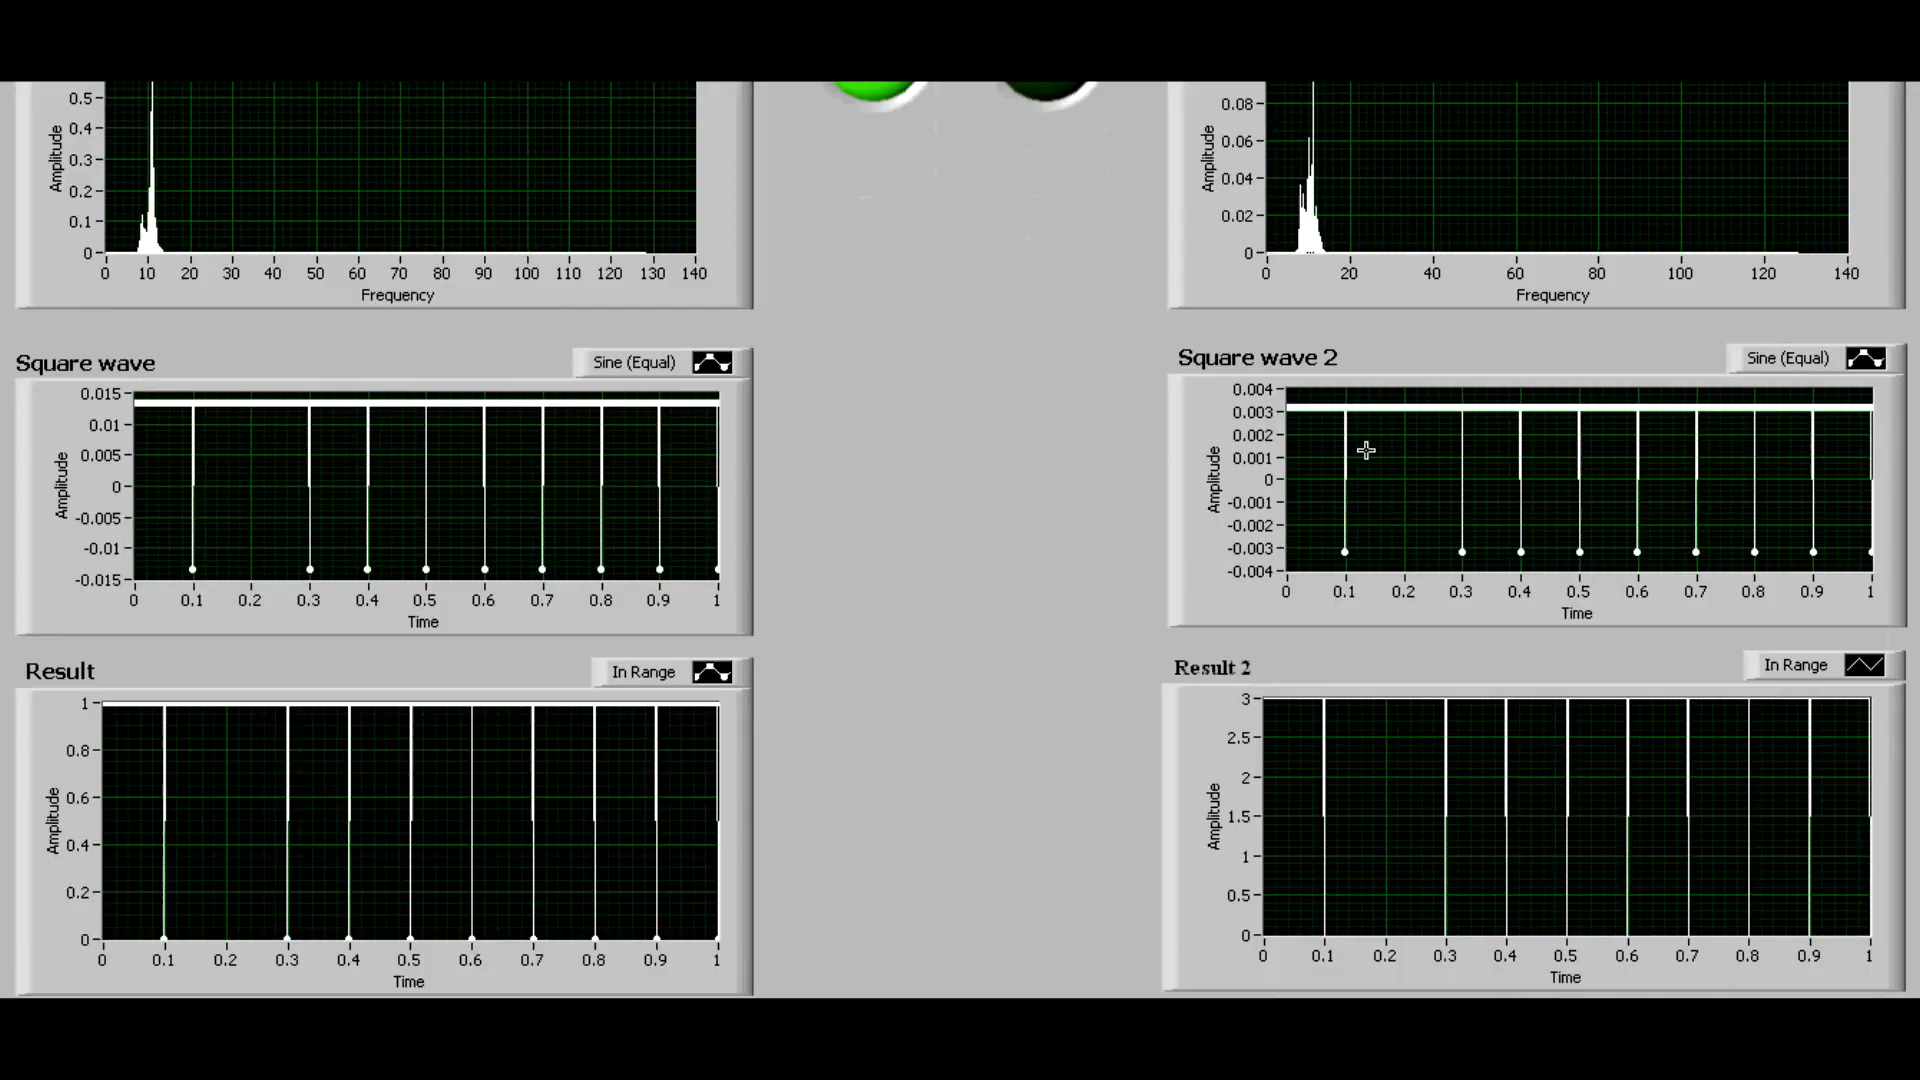 0.5
0.4
0.3
0.2
0.1
0
Amplitude
0 10 20 30 40 50 60 70 80 90 100 110 120 130 140
Frequency
0.08
0.06
0.04
0.02
0
Amplitude
0 20 40 60 80 100 120 140
Frequency
Square wave
Sine (Equal)
0.015
0.01
0.005
0
-0.005
-0.01
-0.015
Amplitude
0 0.1 0.2 0.3 0.4 0.5 0.6 0.7 0.8 0.9 1
Time
Square wave 2
Sine (Equal)
0.004
0.003
0.002
0.001
0
-0.001
-0.002
-0.003
-0.004
Amplitude
0 0.1 0.2 0.3 0.4 0.5 0.6 0.7 0.8 0.9 1
Time
Result
In Range
1
0.8
0.6
0.4
0.2
0
Amplitude
0 0.1 0.2 0.3 0.4 0.5 0.6 0.7 0.8 0.9 1
Time
Result 2
In Range
3
2.5
2
1.5
1
0.5
0
Amplitude
0 0.1 0.2 0.3 0.4 0.5 0.6 0.7 0.8 0.9 1
Time